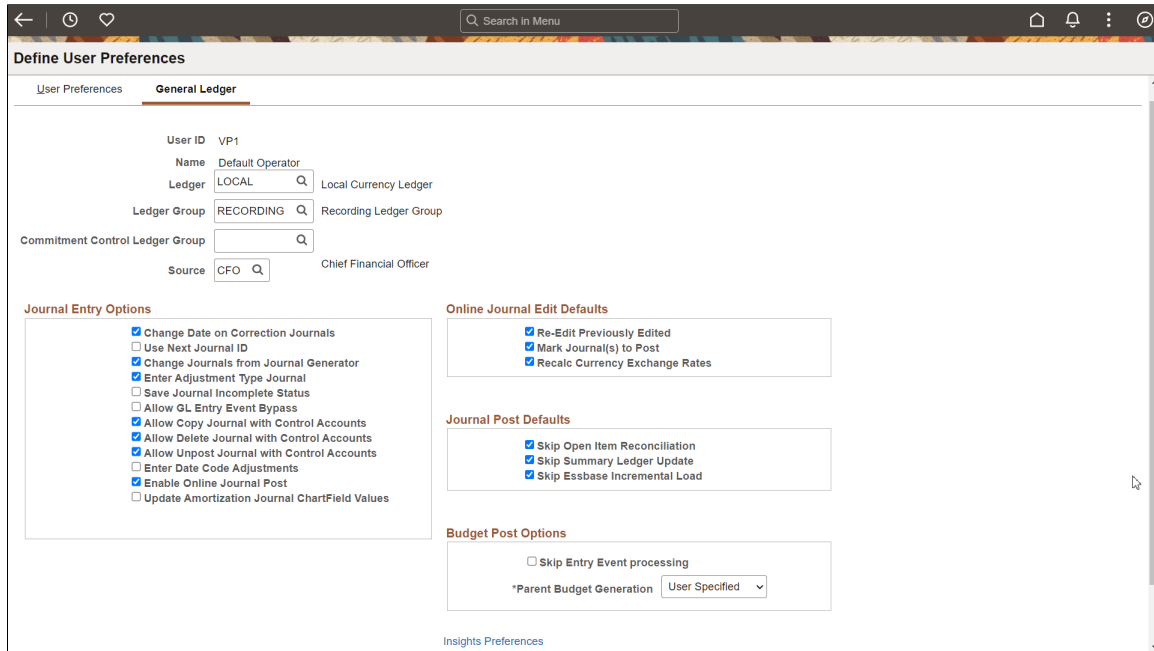 Search in Menu
Define User Preferences
User Preferences
General Ledger
User ID VP1
Name Default Operator
Ledger LOCAL Local Currency Ledger
Ledger Group RECORDING Recording Ledger Group
Commitment Control Ledger Group
Source CFO Chief Financial Officer
Journal Entry Options
Change Date on Correction Journals
Use Next Journal ID
Change Journals from Journal Generator
Enter Adjustment Type Journal
Save Journal Incomplete Status
Allow GL Entry Event Bypass
Allow Copy Journal with Control Accounts
Allow Delete Journal with Control Accounts
Allow Unpost Journal with Control Accounts
Enter Date Code Adjustments
Enable Online Journal Post
Update Amortization Journal ChartField Values
Online Journal Edit Defaults
Re-Edit Previously Edited
Mark Journal(s) to Post
Recalc Currency Exchange Rates
Journal Post Defaults
Skip Open Item Reconciliation
Skip Summary Ledger Update
Skip Essbase Incremental Load
Budget Post Options
Skip Entry Event processing
*Parent Budget Generation User Specified
Insights Preferences